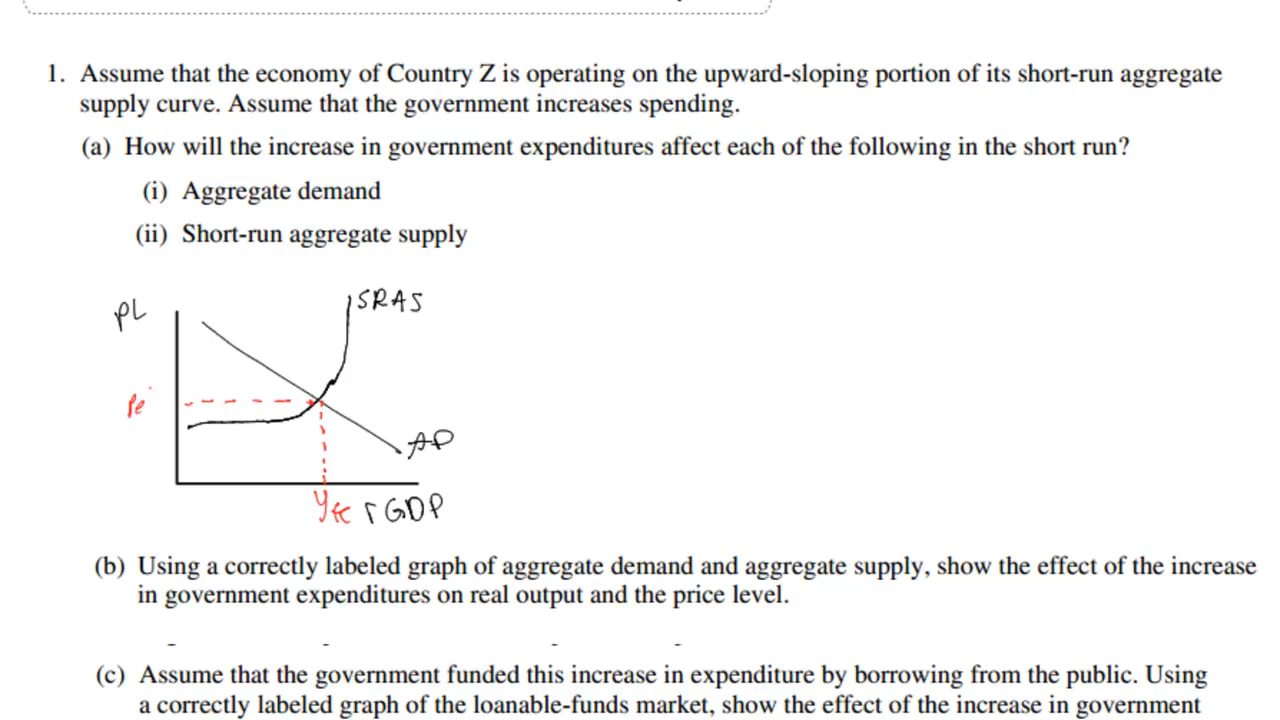 1. Assume that the economy of Country Z is operating on the upward-sloping portion of its short-run aggregate
supply curve. Assume that the government increases spending.
(a) How will the increase in government expenditures affect each of the following in the short run?
(i) Aggregate demand
(ii) Short-run aggregate supply
SRAS
PL
Pe
AD
Yfe rGDP
(b) Using a correctly labeled graph of aggregate demand and aggregate supply, show the effect of the increase
in government expenditures on real output and the price level.
(c) Assume that the government funded this increase in expenditure by borrowing from the public. Using
a correctly labeled graph of the loanable-funds market, show the effect of the increase in government